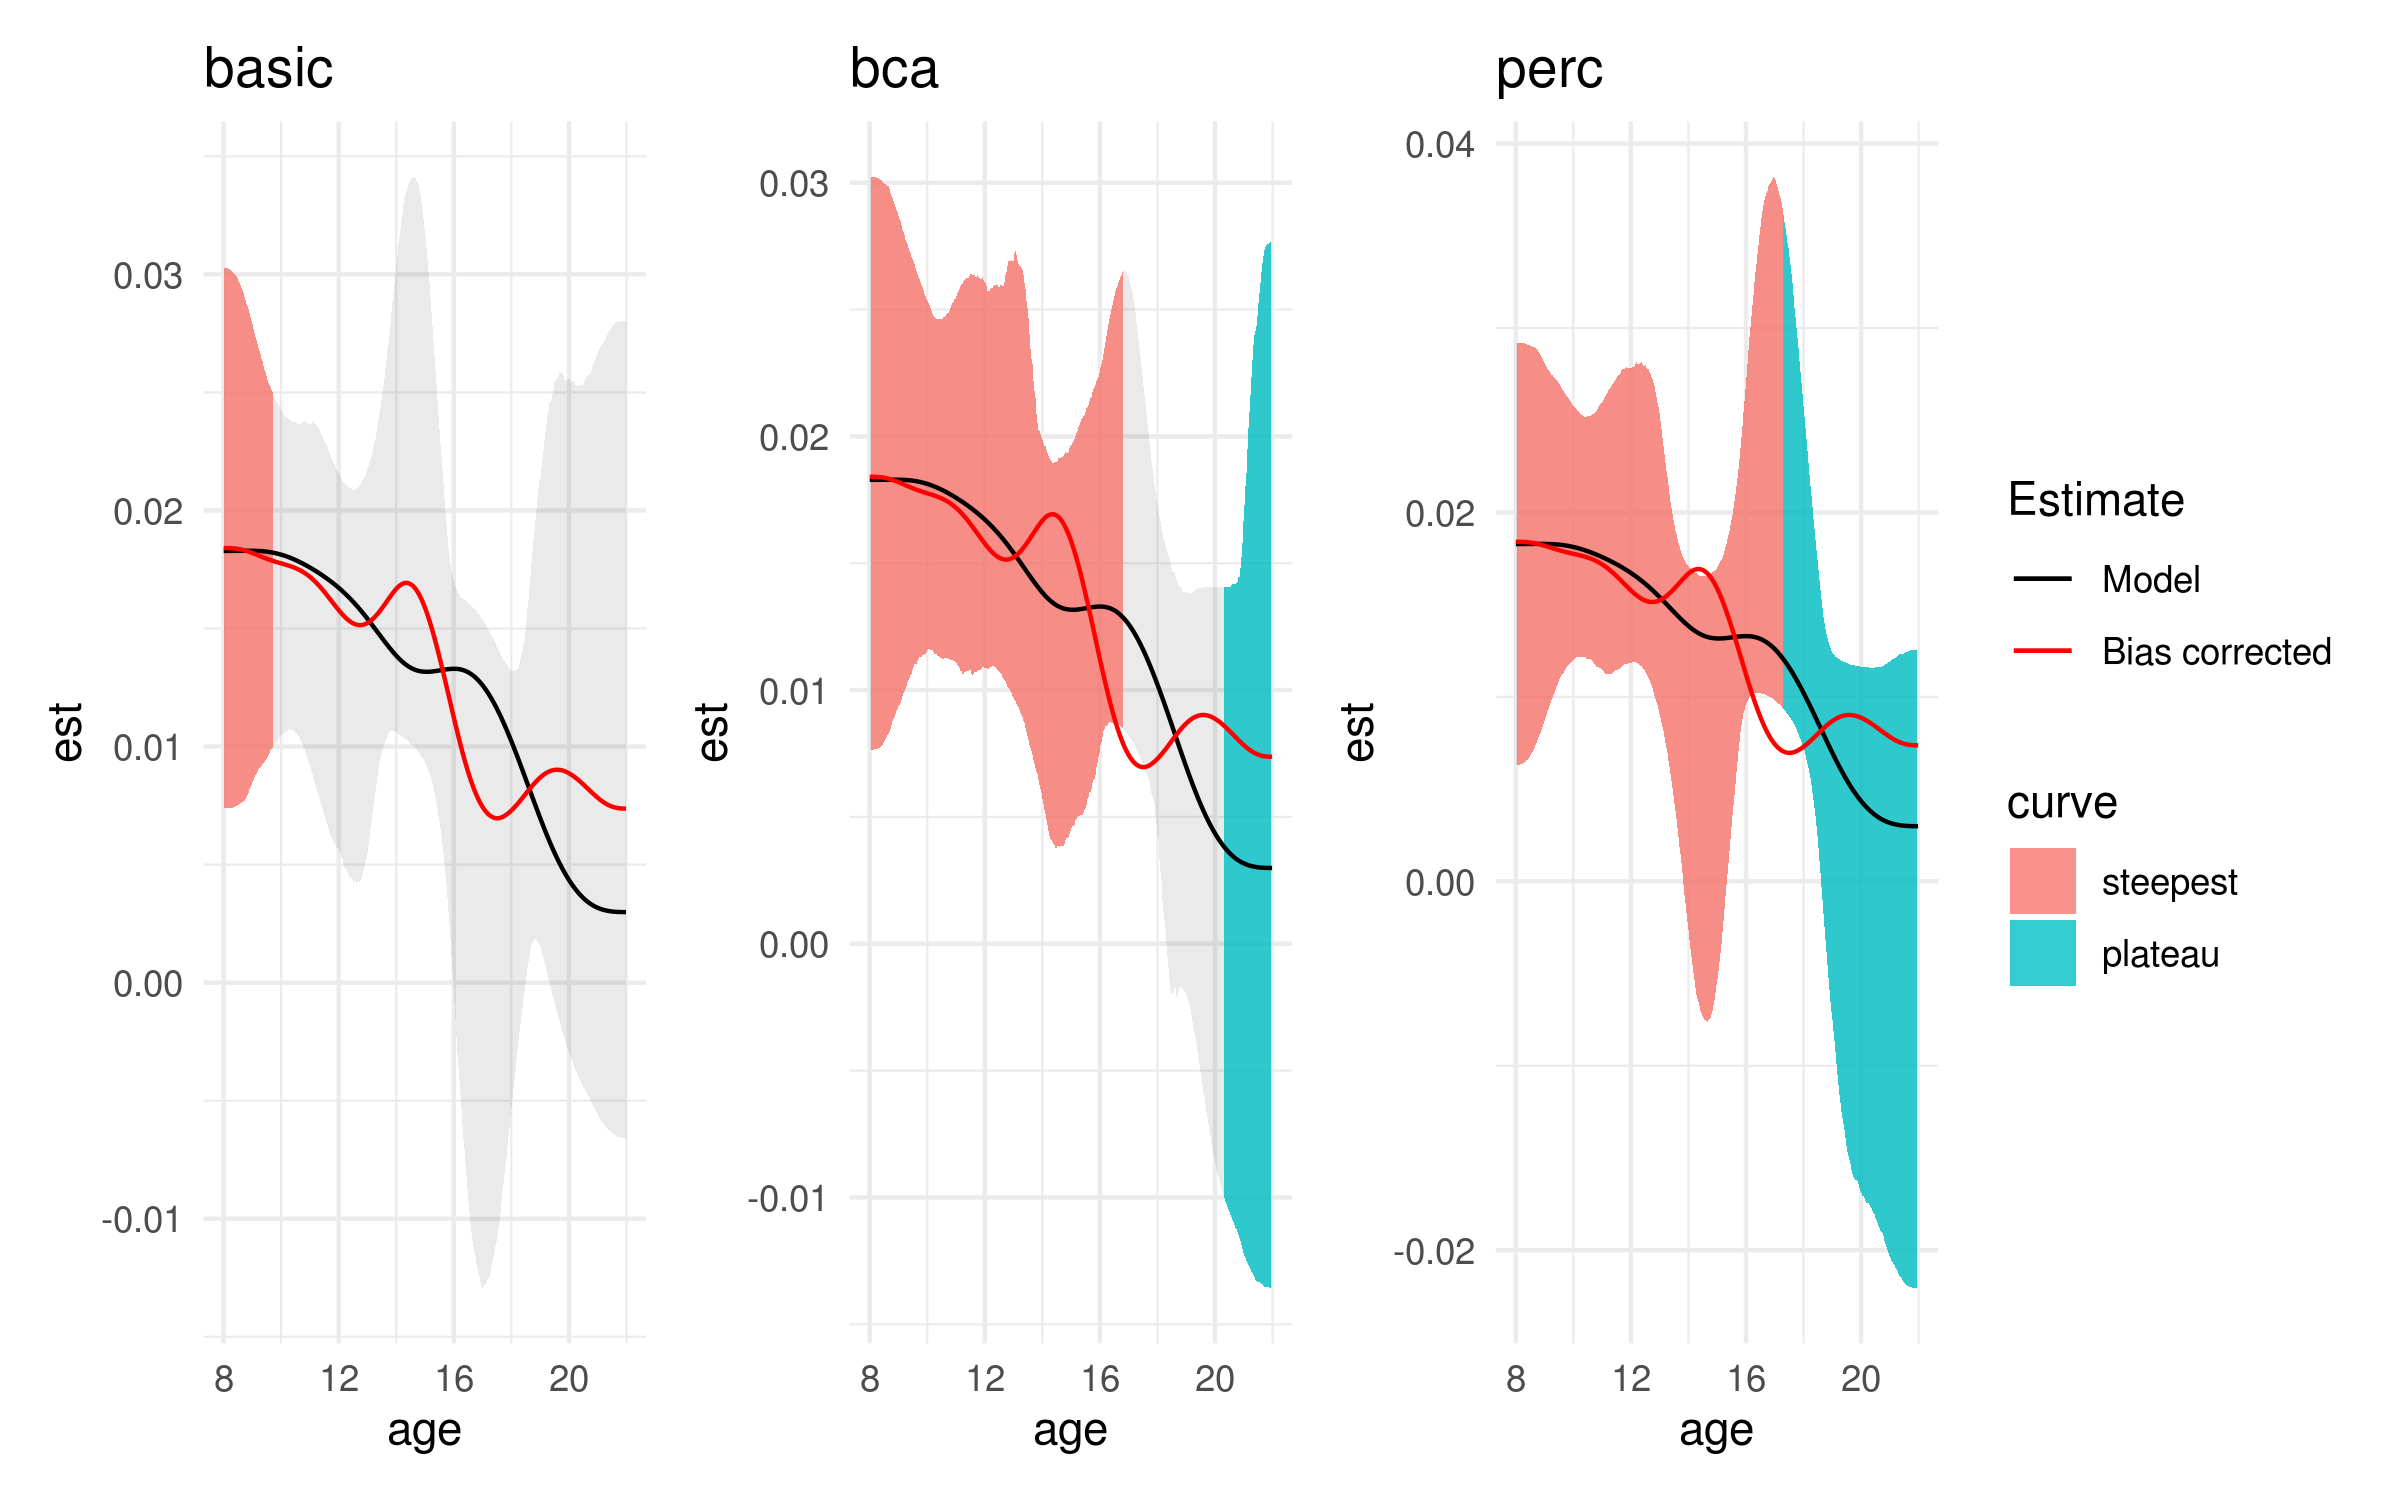 basic
bca
perc
0.03
0.02
0.01
0.00
-0.01
est
8 12 16 20
age
0.03
0.02
0.01
0.00
-0.01
est
8 12 16 20
age
0.04
0.02
0.00
-0.02
est
8 12 16 20
age
Estimate
Model
Bias corrected
curve
steepest
plateau